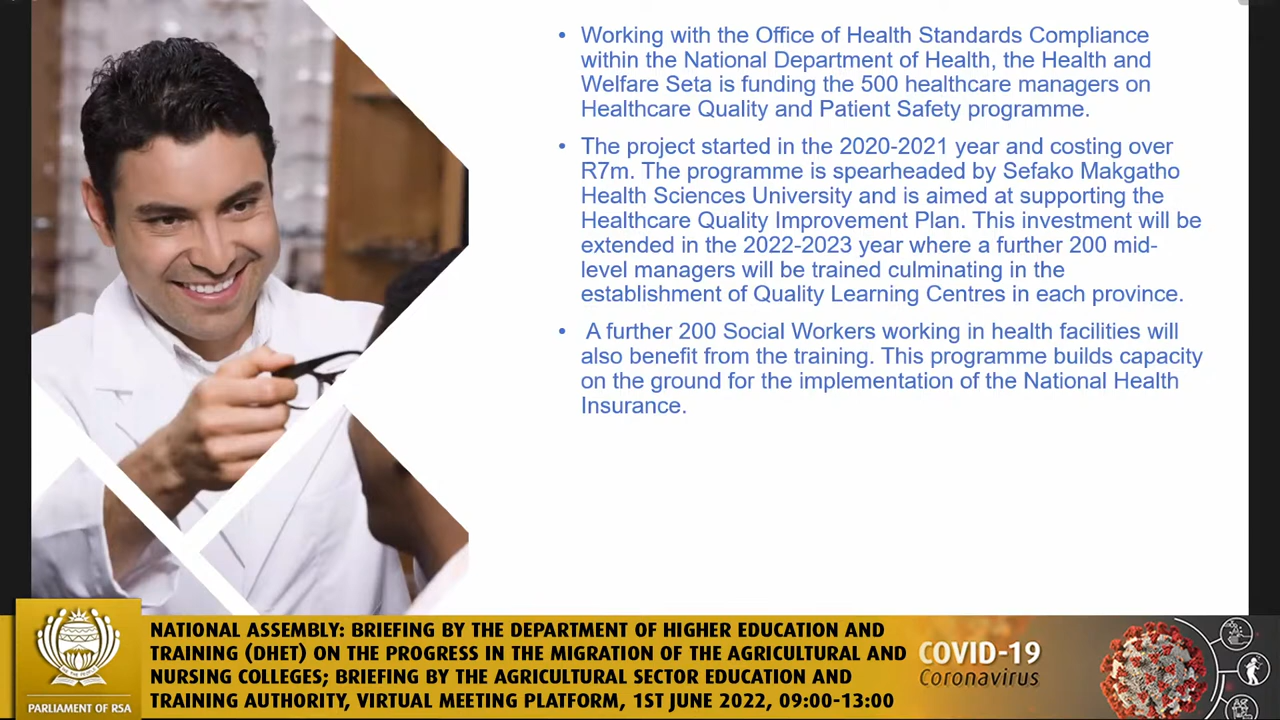 • Working with the Office of Health Standards Compliance
within the National Department of Health, the Health and
Welfare Seta is funding the 500 healthcare managers on
Healthcare Quality and Patient Safety programme.
• The project started in the 2020-2021 year and costing over
R7m. The programme is spearheaded by Sefako Makgatho
Health Sciences University and is aimed at supporting the
Healthcare Quality Improvement Plan. This investment will be
extended in the 2022-2023 year where a further 200 mid-
level managers will be trained culminating in the
establishment of Quality Learning Centres in each province.
• A further 200 Social Workers working in health facilities will
also benefit from the training. This programme builds capacity
on the ground for the implementation of the National Health
Insurance.
PARLIAMENT OF RSA
NATIONAL ASSEMBLY: BRIEFING BY THE DEPARTMENT OF HIGHER EDUCATION AND
TRAINING (DHET) ON THE PROGRESS IN THE MIGRATION OF THE AGRICULTURAL AND
NURSING COLLEGES; BRIEFING BY THE AGRICULTURAL SECTOR EDUCATION AND
TRAINING AUTHORITY, VIRTUAL MEETING PLATFORM, 1ST JUNE 2022, 09:00-13:00
COVID-19
Coronavirus